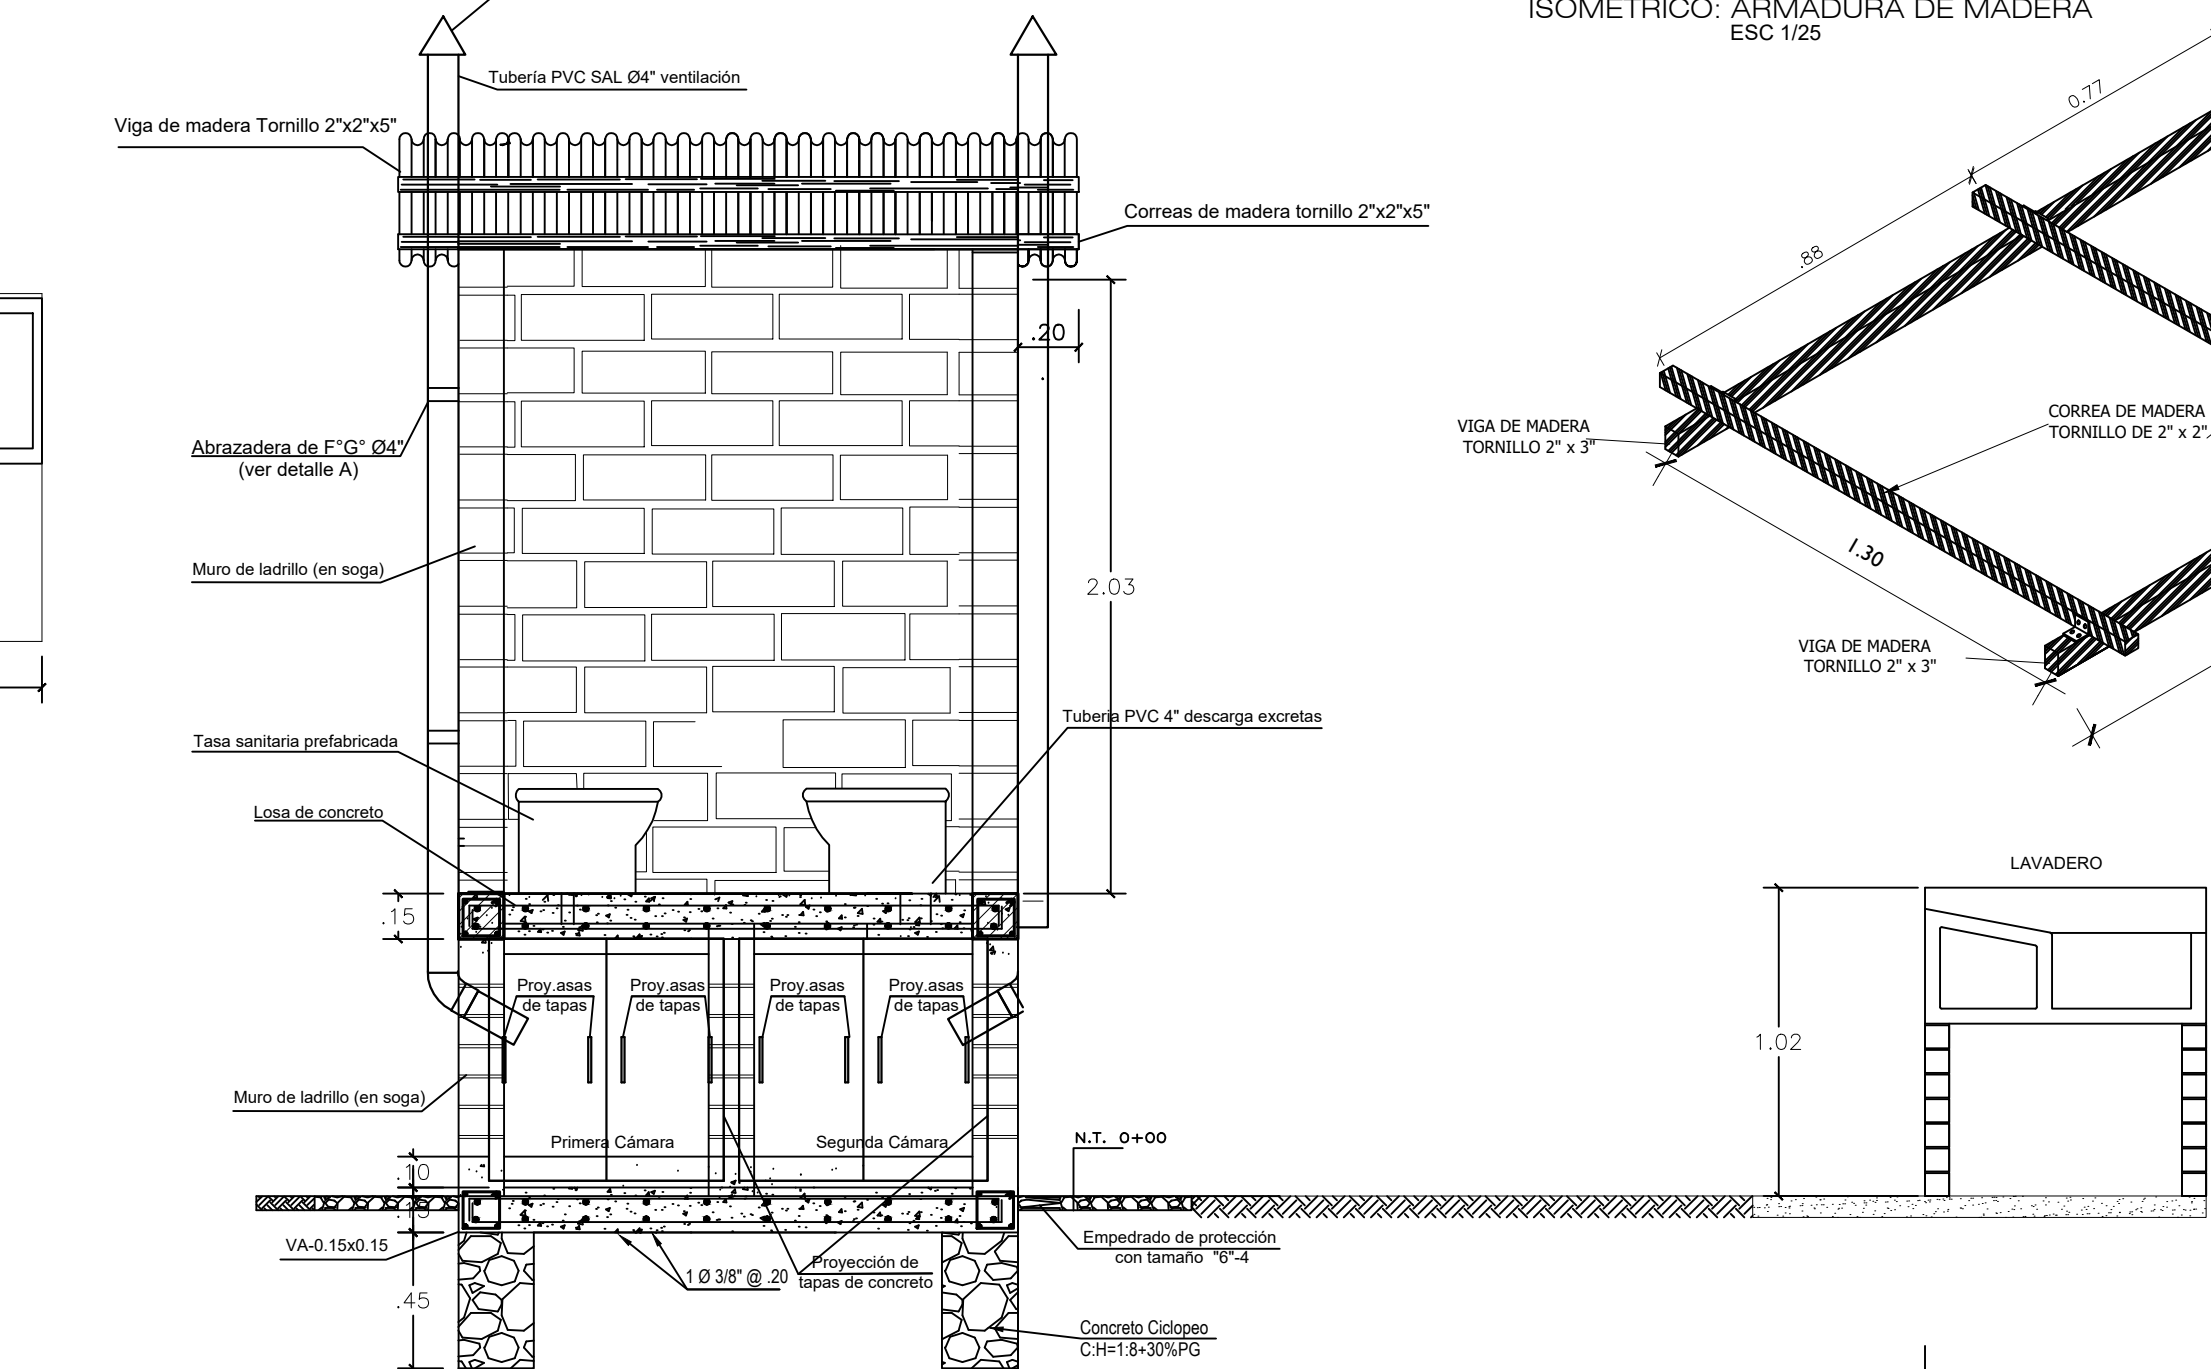 ISOMETRICO: ARMADURA DE MADERA
ESC 1/25
Tubería PVC SAL Ø4" ventilación
0.77
Viga de madera Tornillo 2"x2"x5"
Correas de madera tornillo 2"x2"x5"
.88
.20
Abrazadera de F°G° Ø4"
(ver detalle A)
VIGA DE MADERA
TORNILLO 2" x 3"
CORREA DE MADERA
TORNILLO DE 2" x 2"
1.30
Muro de ladrillo (en soga)
2.03
VIGA DE MADERA
TORNILLO 2" x 3"
Tuberia PVC 4" descarga excretas
Tasa sanitaria prefabricada
Losa de concreto
LAVADERO
.15
Proy.asas
de tapas
Proy.asas
de tapas
Proy.asas
de tapas
Proy.asas
de tapas
1.02
Muro de ladrillo (en soga)
Primera Cámara
Segunda Cámara
N.T. 0+00
.10
.15
VA-0.15x0.15
Empedrado de protección
con tamaño "6"-4
1 Ø 3/8" @ .20
Proyección de
tapas de concreto
.45
Concreto Ciclopeo
C:H=1:8+30%PG